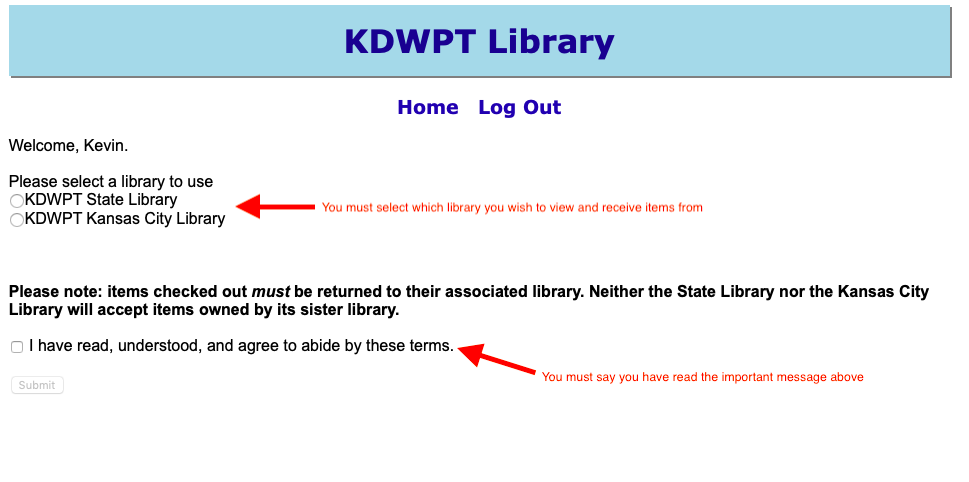 KDWPT Library
Home Log Out
Welcome, Kevin.
Please select a library to use
KDWPT State Library
KDWPT Kansas City Library
You must select which library you wish to view and receive items from
Please note: items checked out must be returned to their associated library. Neither the State Library nor the Kansas City
Library will accept items owned by its sister library.
I have read, understood, and agree to abide by these terms.
You must say you have read the important message above
Submit